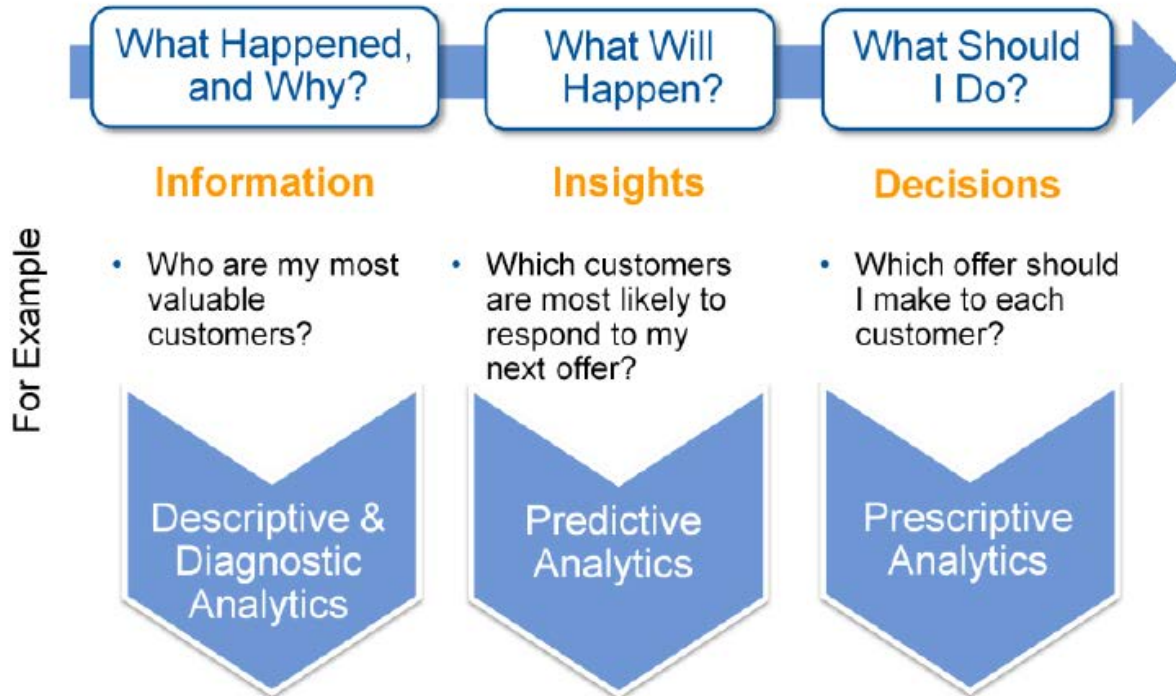 What Happened,
and Why?
What Will
Happen?
What Should
I Do?
Information
Insights
Decisions
For Example
• Who are my most
valuable
customers?
• Which customers
are most likely to
respond to my
next offer?
• Which offer should
I make to each
customer?
Descriptive &
Diagnostic
Analytics
Predictive
Analytics
Prescriptive
Analytics